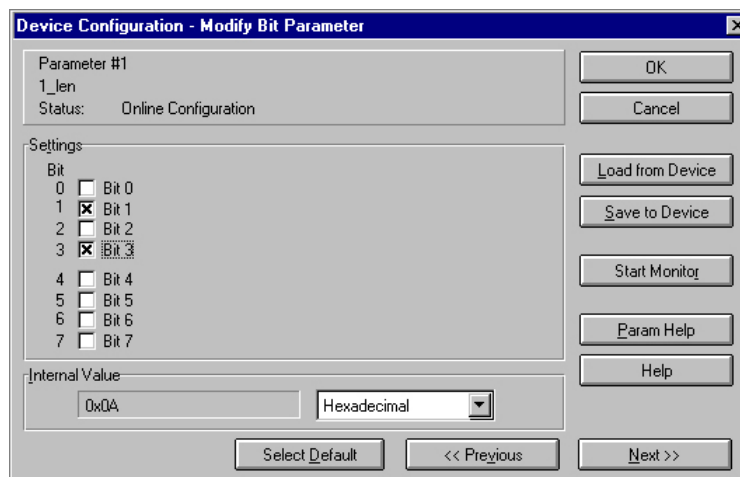 Device Configuration - Modify Bit Parameter
Parameter #1
1_len
Status: Online Configuration
OK
Cancel
Settings
Bit
0 Bit 0
1 Bit 1
2 Bit 2
3 Bit 3
4 Bit 4
5 Bit 5
6 Bit 6
7 Bit 7
Load from Device
Save to Device
Start Monitor
Param Help
Help
Internal Value
0x0A
Hexadecimal
Select Default
<< Previous
Next >>